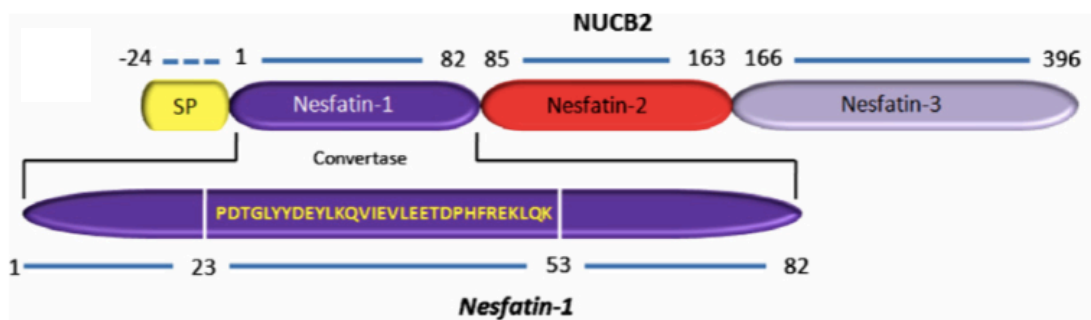 NUCB2
-24 1 82 85 163 166 396
SP Nesfatin-1 Nesfatin-2 Nesfatin-3
Convertase
PDTGLYYDEYLKQVIEVLEETDPHFREKLQK
1 23 53 82
Nesfatin-1